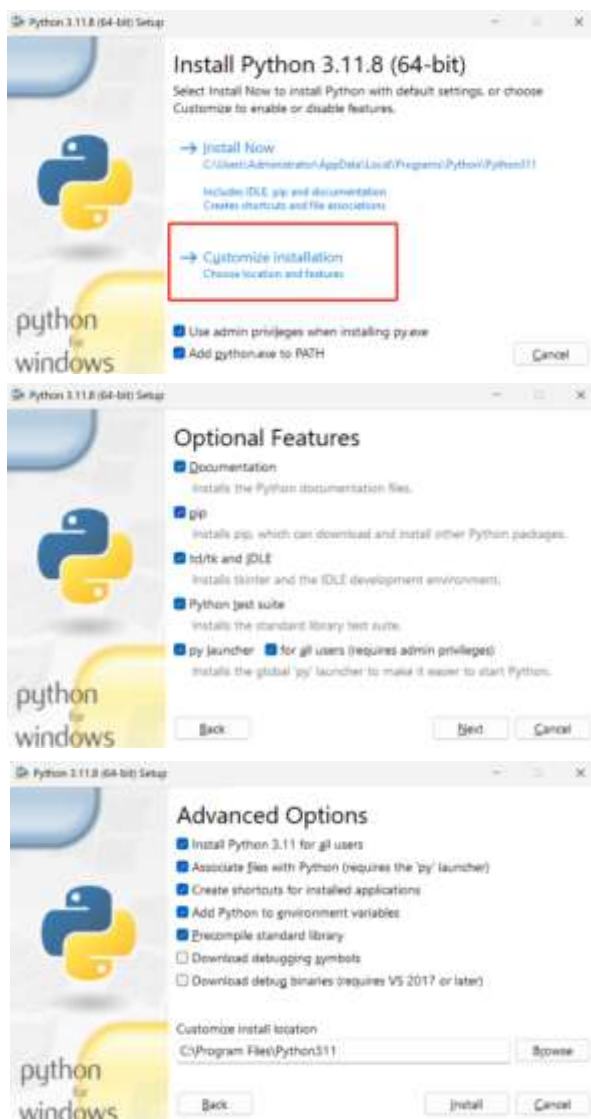 Python 3.11.8 (64-bit) Setup
Install Python 3.11.8 (64-bit)
Select Install Now to install Python with default settings, or choose
Customize to enable or disable features.
Install Now
C:\Users\Administrator\AppData\Local\Programs\Python\Python311
Includes IDLE, pip and documentation
Creates shortcuts and file associations
Customize installation
Choose location and features
Use admin privileges when installing py.exe
Add python.exe to PATH
Cancel
python
for
windows
Python 3.11.8 (64-bit) Setup
Optional Features
Documentation
Installs the Python documentation files.
pip
Installs pip, which can download and install other Python packages.
td/tk and IDLE
Installs tkinter and the IDLE development environment.
Python test suite
Installs the standard library test suite.
py launcher for all users (requires admin privileges)
Installs the global 'py' launcher to make it easier to start Python.
python
for
windows
Back Next Cancel
Python 3.11.8 (64-bit) Setup
Advanced Options
Install Python 3.11 for all users
Associate files with Python (requires the 'py' launcher)
Create shortcuts for installed applications
Add Python to environment variables
Precompile standard library
Download debugging symbols
Download debug binaries (requires VS 2017 or later)
Customize install location
C:\Program Files\Python311 Browse
python
for
windows
Back Install Cancel